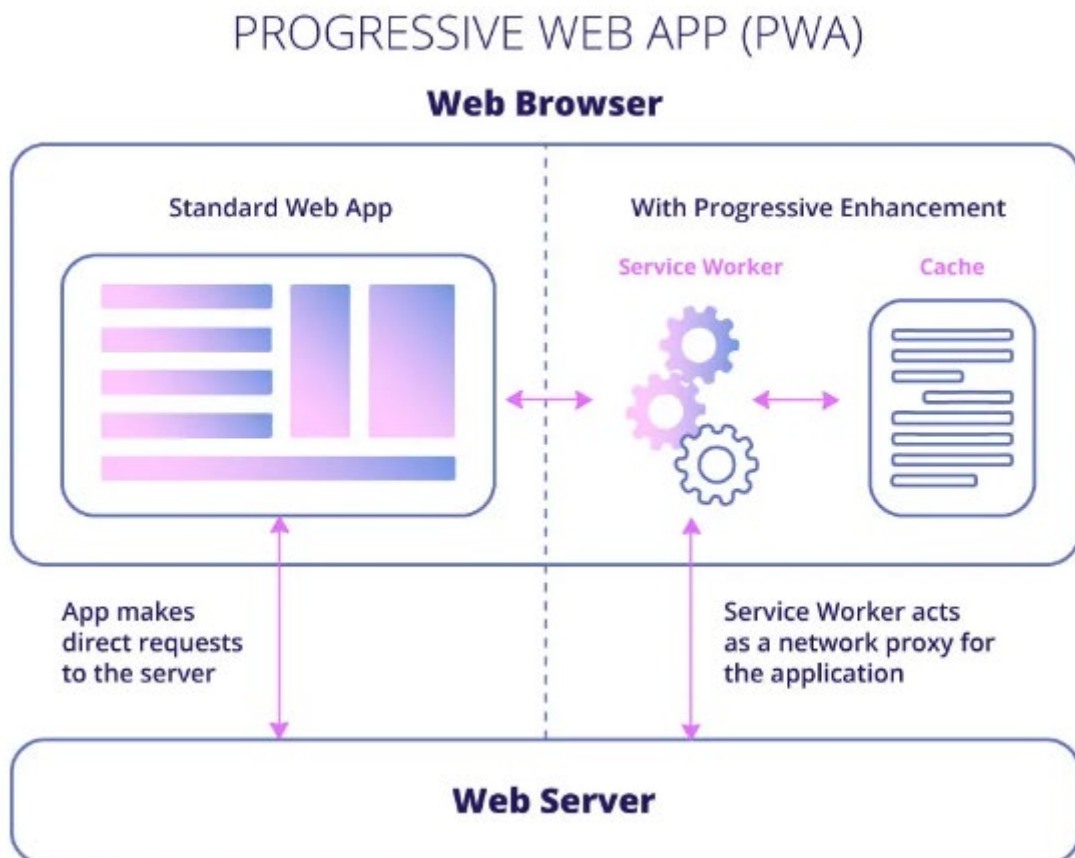 PROGRESSIVE WEB APP (PWA)
Web Browser
Standard Web App
With Progressive Enhancement
Service Worker
Cache
App makes
direct requests
to the server
Service Worker acts
as a network proxy for
the application
Web Server